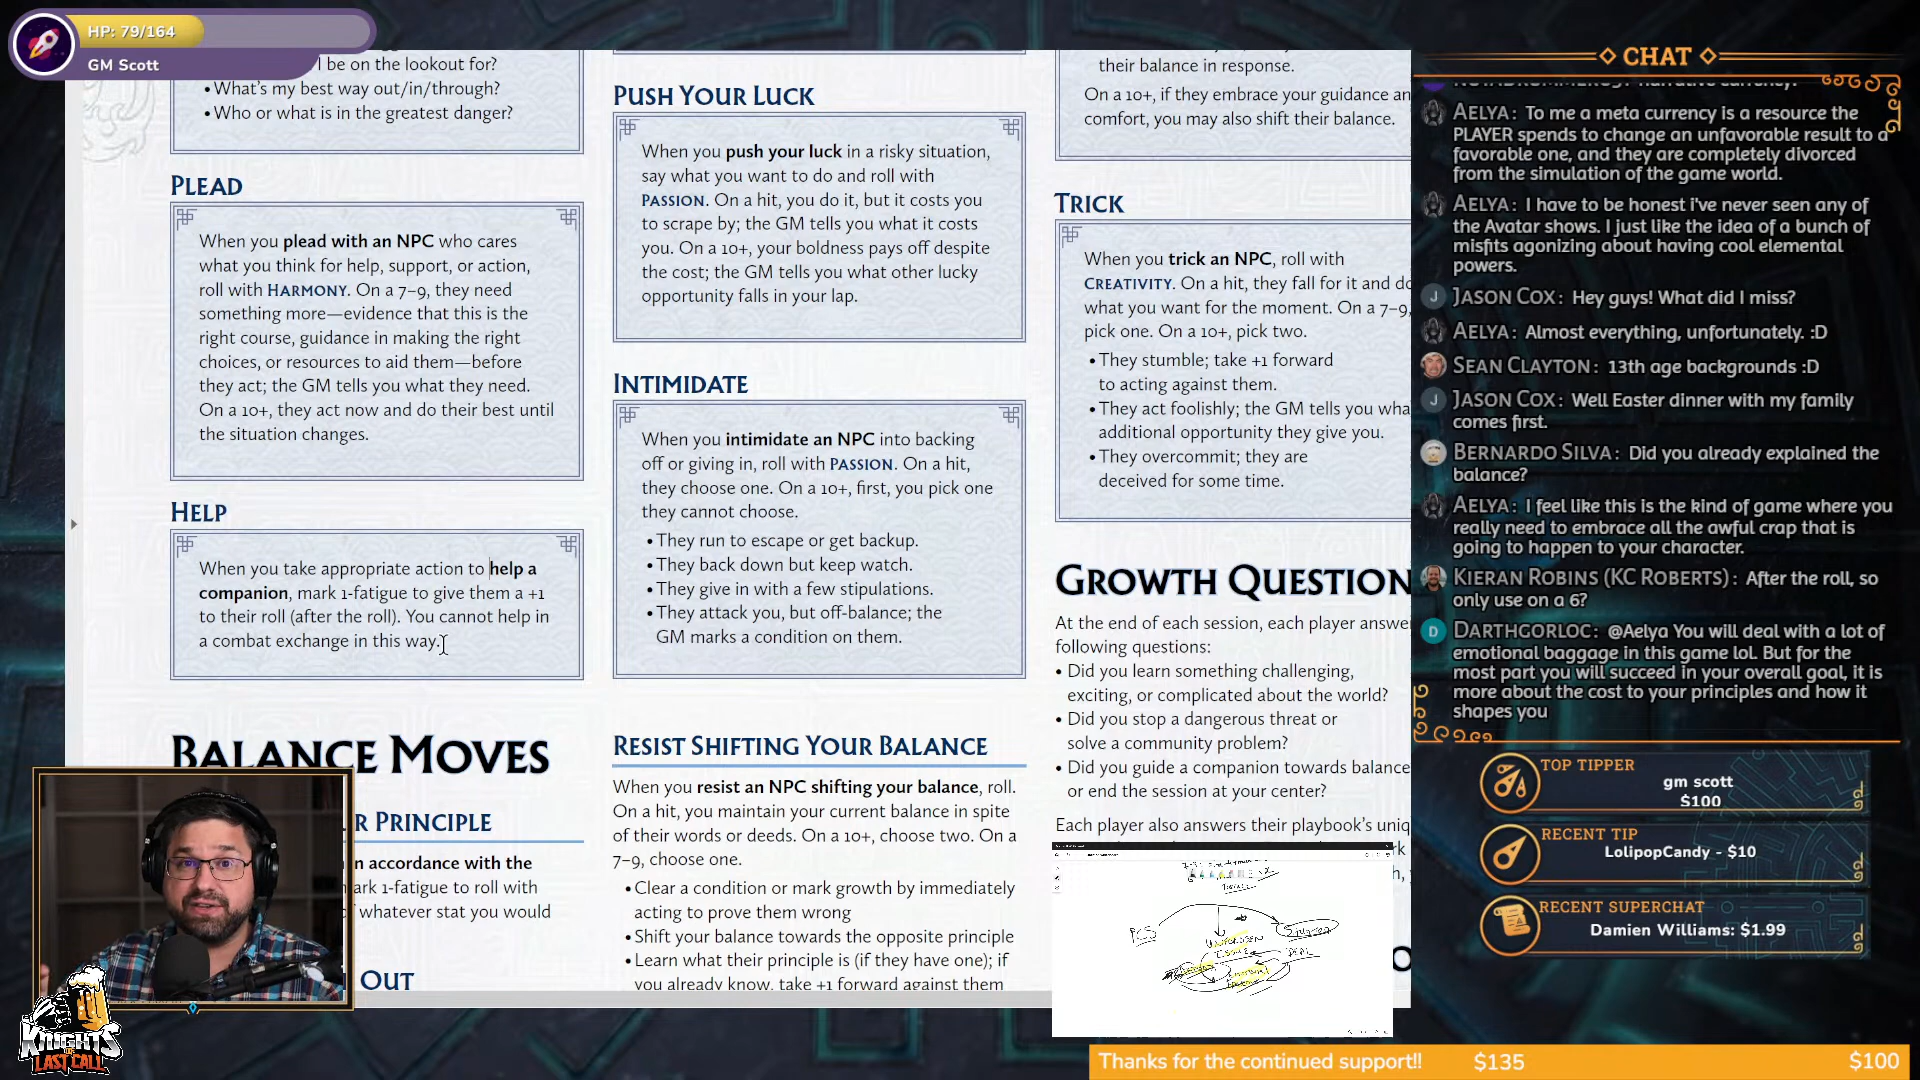 HP: 79/164
GM Scott
I be on the lookout for?
• What's my best way out/in/through?
• Who or what is in the greatest danger?
PLEAD
When you plead with an NPC who cares
what you think for help, support, or action,
roll with HARMONY. On a 7–9, they need
something more—evidence that this is the
right course, guidance in making the right
choices, or resources to aid them—before
they act; the GM tells you what they need.
On a 10+, they act now and do their best until
the situation changes.
HELP
When you take appropriate action to help a
companion, mark 1-fatigue to give them a +1
to their roll (after the roll). You cannot help in
a combat exchange in this way.
BALANCE MOVES
R PRINCIPLE
n accordance with the
ark 1-fatigue to roll with
f whatever stat you would
OUT
PUSH YOUR LUCK
When you push your luck in a risky situation,
say what you want to do and roll with
PASSION. On a hit, you do it, but it costs you
to scrape by; the GM tells you what it costs
you. On a 10+, your boldness pays off despite
the cost; the GM tells you what other lucky
opportunity falls in your lap.
INTIMIDATE
When you intimidate an NPC into backing
off or giving in, roll with PASSION. On a hit,
they choose one. On a 10+, first, you pick one
they cannot choose.
• They run to escape or get backup.
• They back down but keep watch.
• They give in with a few stipulations.
• They attack you, but off-balance; the
GM marks a condition on them.
RESIST SHIFTING YOUR BALANCE
When you resist an NPC shifting your balance, roll.
On a hit, you maintain your current balance in spite
of their words or deeds. On a 10+, choose two. On a
7–9, choose one.
• Clear a condition or mark growth by immediately
acting to prove them wrong
• Shift your balance towards the opposite principle
• Learn what their principle is (if they have one); if
you already know, take +1 forward against them
their balance in response.
On a 10+, if they embrace your guidance an
comfort, you may also shift their balance.
TRICK
When you trick an NPC, roll with
CREATIVITY. On a hit, they fall for it and do
what you want for the moment. On a 7–9,
pick one. On a 10+, pick two.
• They stumble; take +1 forward
to acting against them.
• They act foolishly; the GM tells you wha
additional opportunity they give you.
• They overcommit; they are
deceived for some time.
GROWTH QUESTION
At the end of each session, each player answe
following questions:
• Did you learn something challenging,
exciting, or complicated about the world?
• Did you stop a dangerous threat or
solve a community problem?
• Did you guide a companion towards balance
or end the session at your center?
Each player also answers their playbook's uniq
PCS
CHAT
AELYA: To me a meta currency is a resource the
PLAYER spends to change an unfavorable result to a
favorable one, and they are completely divorced
from the simulation of the game world.
AELYA: I have to be honest i've never seen any of
the Avatar shows. I just like the idea of a bunch of
misfits agonizing about having cool elemental
powers.
JASON COX: Hey guys! What did I miss?
AELYA: Almost everything, unfortunately. :D
SEAN CLAYTON: 13th age backgrounds :D
JASON COX: Well Easter dinner with my family
comes first.
BERNARDO SILVA: Did you already explained the
balance?
AELYA: I feel like this is the kind of game where you
really need to embrace all the awful crap that is
going to happen to your character.
KIERAN ROBINS (KC ROBERTS): After the roll, so
only use on a 6?
DARTHGORLOC: @Aelya You will deal with a lot of
emotional baggage in this game lol. But for the
most part you will succeed in your overall goal, it is
more about the cost to your principles and how it
shapes you
TOP TIPPER
gm scott
$100
RECENT TIP
LolipopCandy - $10
RECENT SUPERCHAT
Damien Williams: $1.99
KNIGHTS
OF
LAST CALL
Thanks for the continued support!! $135 $100